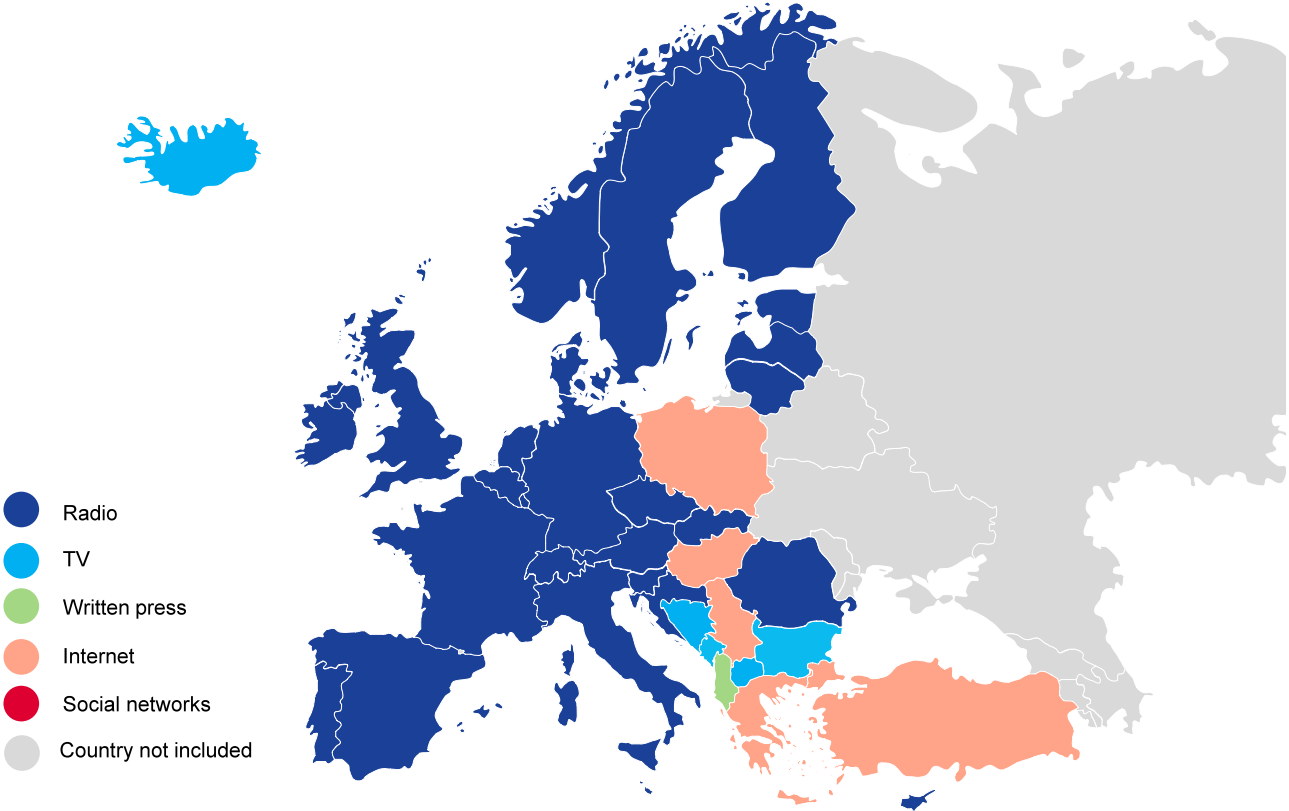 Radio
TV
Written press
Internet
Social networks
Country not included